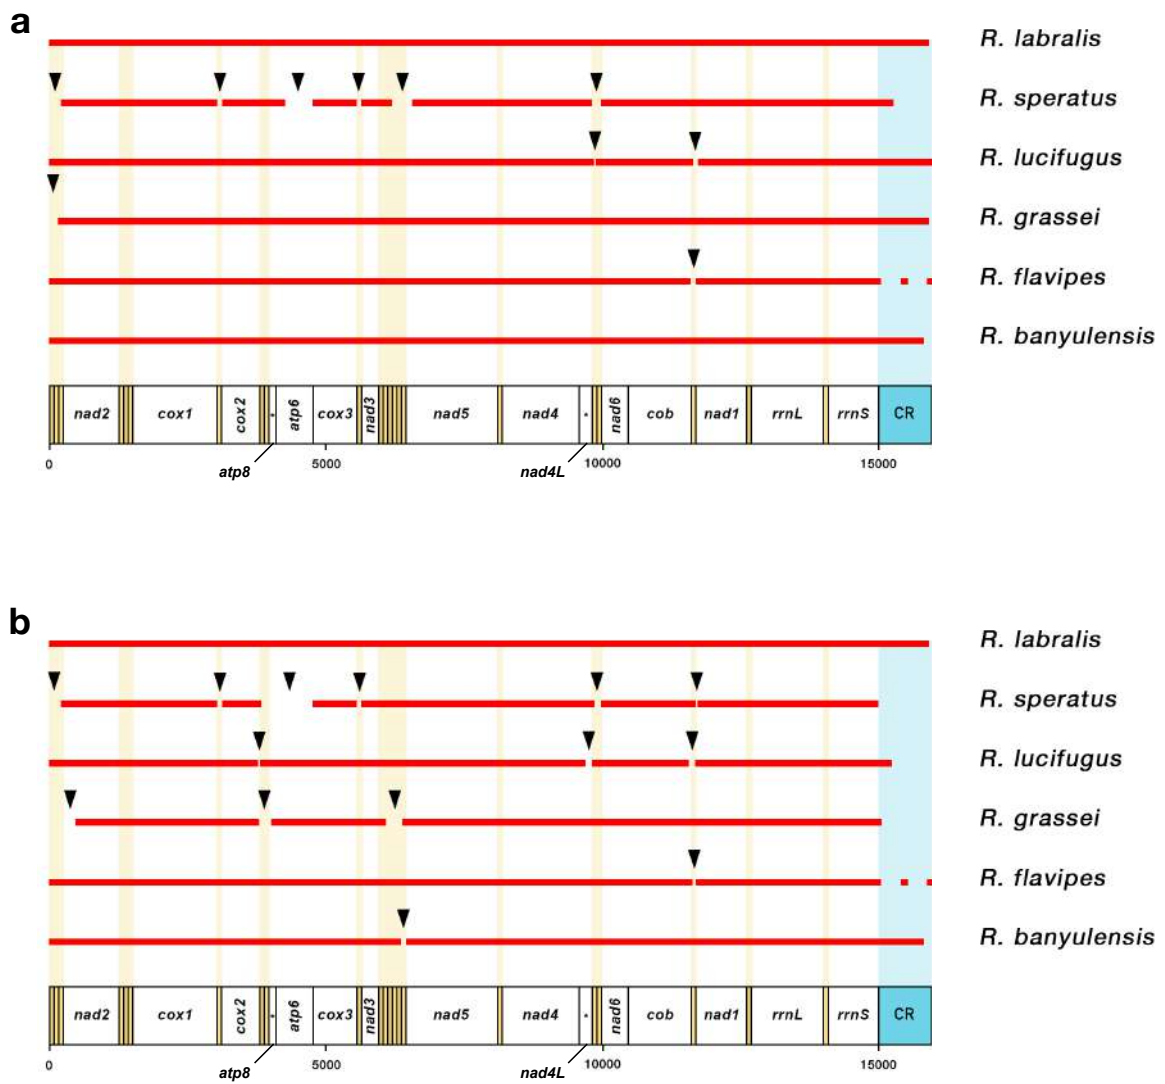 a
R. labralis
R. speratus
R. lucifugus
R. grassei
R. flavipes
R. banyulensis
nad2 cox1 cox2 * atp6 cox3 nad3 nad5 nad4 * nad6 cob nad1 rrnL rrnS CR
0 5000 10000 15000
atp8 nad4L
b
R. labralis
R. speratus
R. lucifugus
R. grassei
R. flavipes
R. banyulensis
nad2 cox1 cox2 * atp6 cox3 nad3 nad5 nad4 * nad6 cob nad1 rrnL rrnS CR
0 5000 10000 15000
atp8 nad4L